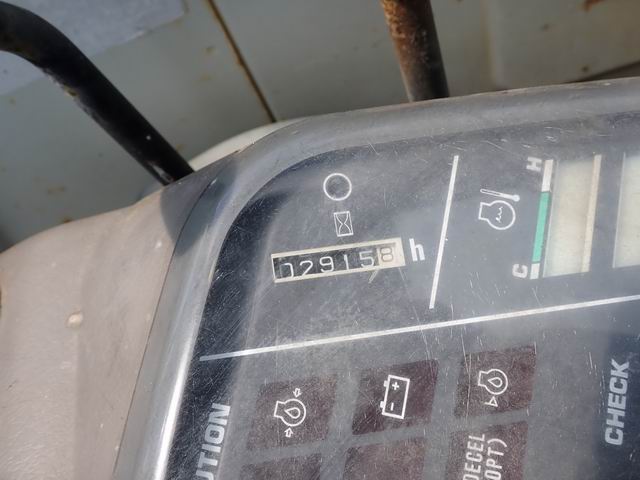 029158 h
H
C
UTION
DECEL
OPT)
CHECK